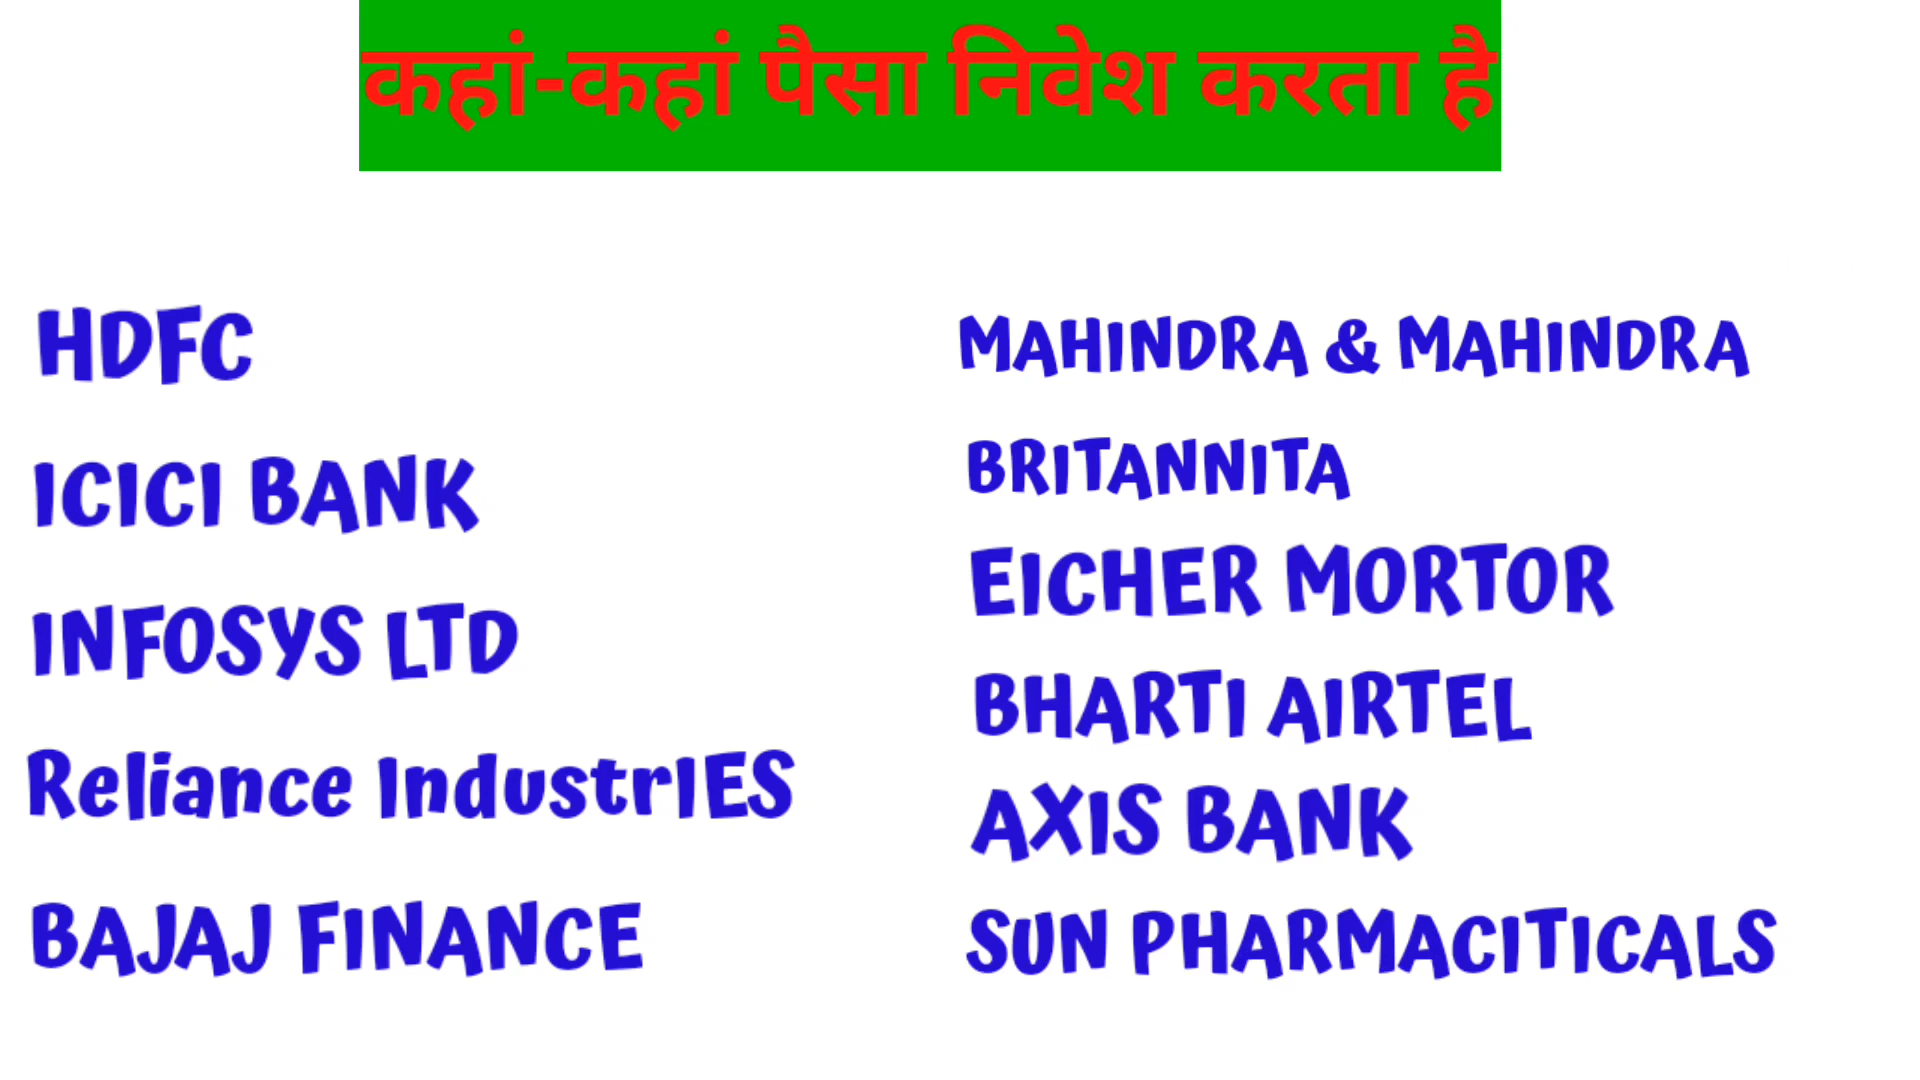 कहां-कहां पैसा निवेश करता है
HDFC
ICICI BANK
INFOSYS LTD
Reliance IndustrIES
BAJAJ FINANCE
MAHINDRA & MAHINDRA
BRITANNITA
EICHER MORTOR
BHARTI AIRTEL
AXIS BANK
SUN PHARMACITICALS